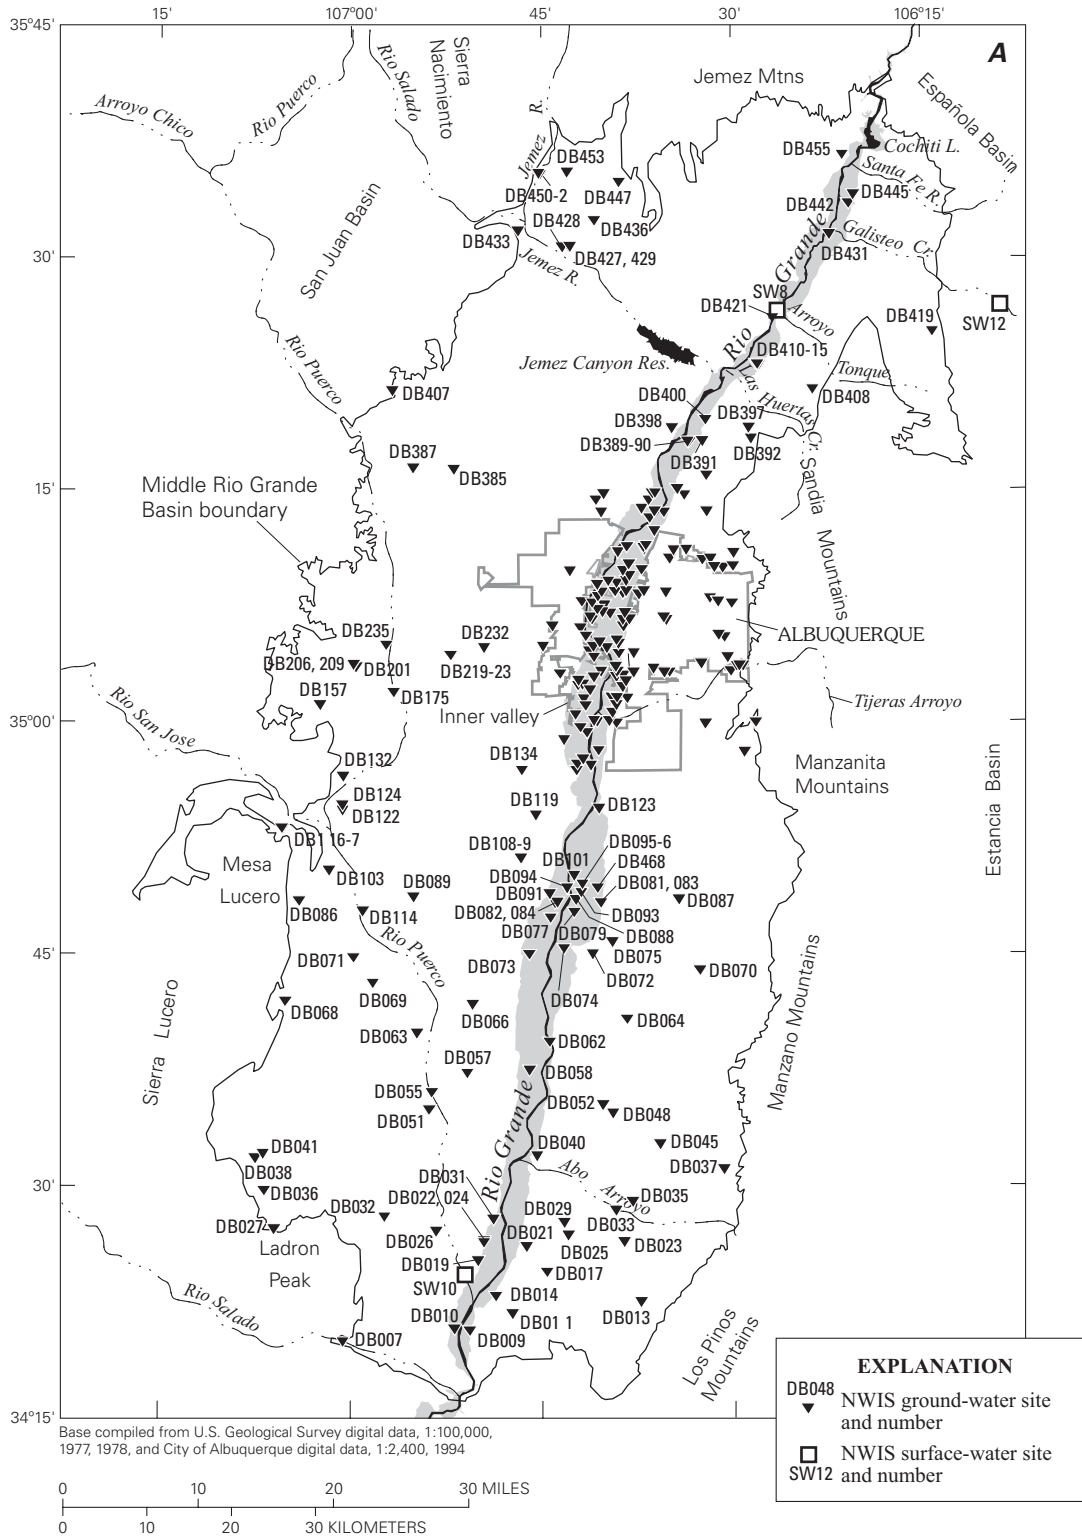 35°45'
15'
107°00'
45'
30'
106°15'
A
Sierra
Nacimiento
Rio Salado
Rio Puerco
Arroyo Chico
Jemez R.
Jemez Mtns
Española Basin
Cochiti L.
Santa Fe R.
DB455
DB445
DB442
DB453
DB450-2
DB447
DB428
DB436
DB433
DB427, 429
Jemez R.
San Juan Basin
Galisteo Cr.
DB431
Rio Grande
30'
SW8
DB421
Arroyo
Tonque
DB419
SW12
DB410-15
Jemez Canyon Res.
Las Huertas Cr.
DB408
Rio Puerco
DB407
DB400
DB398
DB397
DB389-90
DB392
DB391
DB387
DB385
15'
Middle Rio Grande
Basin boundary
Sandia Mountains
ALBUQUERQUE
DB235
DB232
DB206, 209
DB201
DB219-23
DB157
DB175
Inner valley
Tijeras Arroyo
35°00'
Rio San Jose
DB134
DB132
Manzanita
Mountains
Estancia Basin
DB124
DB122
DB119
DB123
DB1 16-7
DB108-9
DB095-6
DB101
DB468
DB094
DB081, 083
Mesa
Lucero
DB103
DB089
DB091
DB087
DB086
DB114
DB082, 084
DB093
DB077
DB079
DB088
Rio Puerco
45'
DB071
DB073
DB075
DB072
DB070
DB069
DB074
DB068
DB066
DB064
DB063
DB062
Sierra Lucero
Manzano Mountains
DB057
DB058
DB055
DB052
DB051
DB048
Rio Grande
DB045
DB041
DB040
DB038
DB037
Abo Arroyo
30'
DB036
DB031
DB035
DB032
DB022, 024
DB029
DB033
DB027
DB026
DB021
DB025
DB023
Ladron
Peak
DB019
DB017
SW10
DB014
DB013
Rio Salado
DB010
DB01 1
DB007
DB009
Los Pinos
Mountains
34°15'
EXPLANATION
DB048
NWIS ground-water site
and number
NWIS surface-water site
SW12
and number
Base compiled from U.S. Geological Survey digital data, 1:100,000,
1977, 1978, and City of Albuquerque digital data, 1:2,400, 1994
0 10 20 30 MILES
0 10 20 30 KILOMETERS